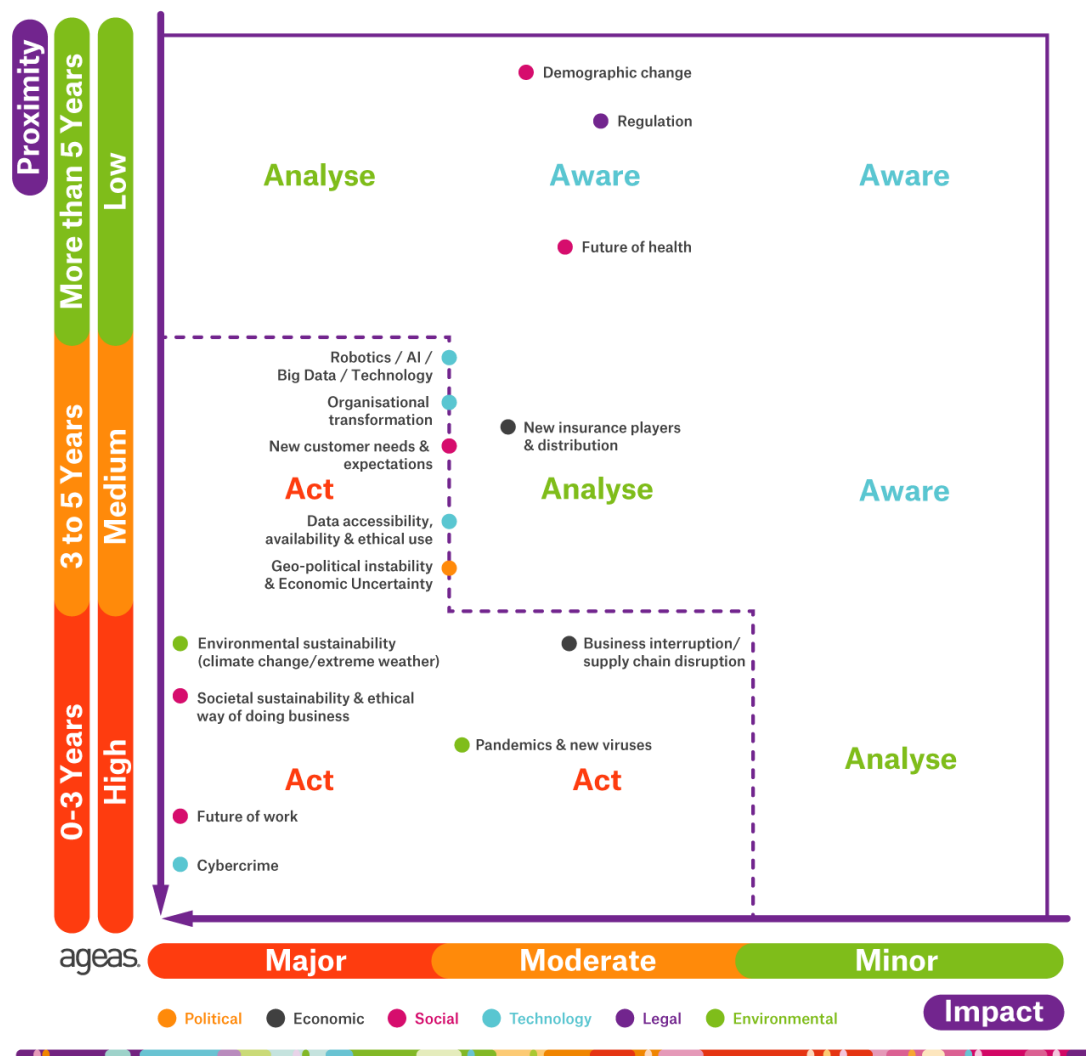 Proximity
More than 5 Years
Low
3 to 5 Years
Medium
0-3 Years
High
Demographic change
Regulation
Analyse
Aware
Aware
Future of health
Robotics / AI /
Big Data / Technology
Organisational
transformation
New customer needs &
expectations
New insurance players
& distribution
Act
Analyse
Aware
Data accessibility,
availability & ethical use
Geo-political instability
& Economic Uncertainty
Environmental sustainability
(climate change/extreme weather)
Business interruption/
supply chain disruption
Societal sustainability & ethical
way of doing business
Pandemics & new viruses
Act
Act
Analyse
Future of work
Cybercrime
ageas.
Major
Moderate
Minor
Political
Economic
Social
Technology
Legal
Environmental
Impact